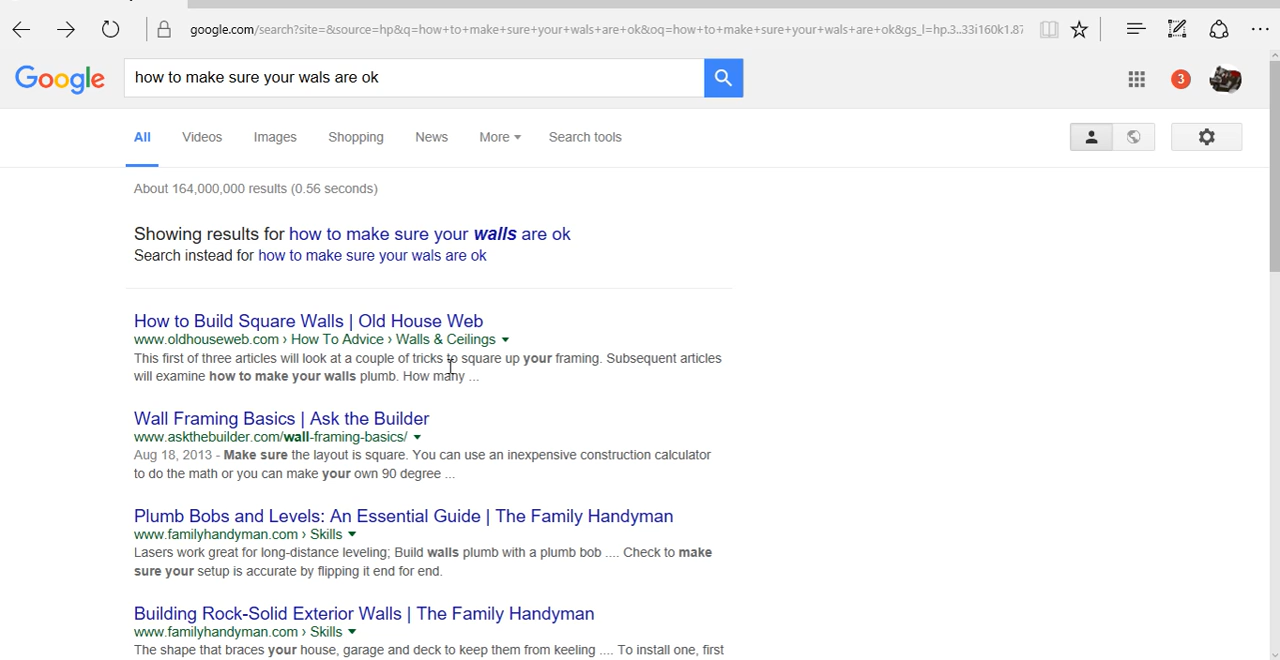 google.com/search?site=&source=hp&q=how+to+make+sure+your+wals+are+ok&oq=how+to+make+sure+your+wals+are+ok&gs_l=hp.3..33i160k1.87
Google how to make sure your wals are ok 3
All Videos Images Shopping News More Search tools
About 164,000,000 results (0.56 seconds)
Showing results for how to make sure your walls are ok
Search instead for how to make sure your wals are ok
How to Build Square Walls | Old House Web
www.oldhouseweb.com › How To Advice › Walls & Ceilings
This first of three articles will look at a couple of tricks to square up your framing. Subsequent articles
will examine how to make your walls plumb. How many ...
Wall Framing Basics | Ask the Builder
www.askthebuilder.com/wall-framing-basics/
Aug 18, 2013 - Make sure the layout is square. You can use an inexpensive construction calculator
to do the math or you can make your own 90 degree ...
Plumb Bobs and Levels: An Essential Guide | The Family Handyman
www.familyhandyman.com › Skills
Lasers work great for long-distance leveling; Build walls plumb with a plumb bob .... Check to make
sure your setup is accurate by flipping it end for end.
Building Rock-Solid Exterior Walls | The Family Handyman
www.familyhandyman.com › Skills
The shape that braces your house, garage and deck to keep them from keeling .... To install one, first